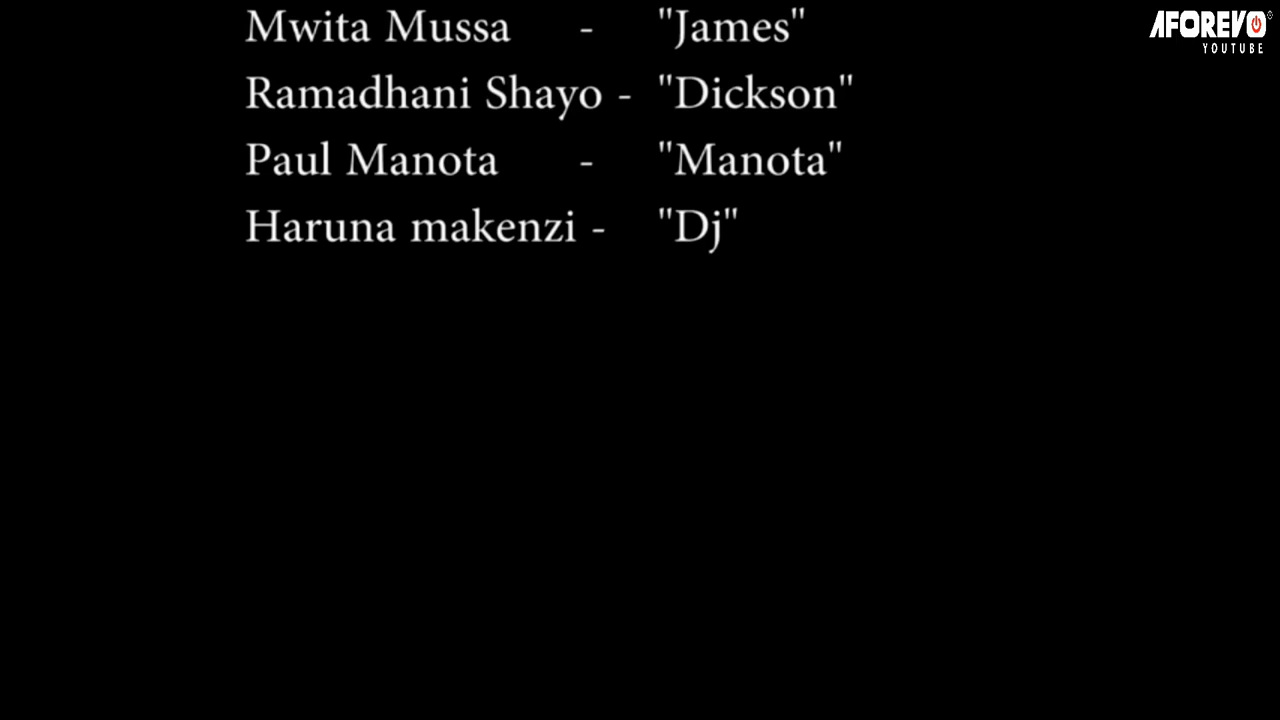 Mwita Mussa - "James"
Ramadhani Shayo - "Dickson"
Paul Manota - "Manota"
Haruna makenzi - "Dj"
AFOREVO
YOUTUBE